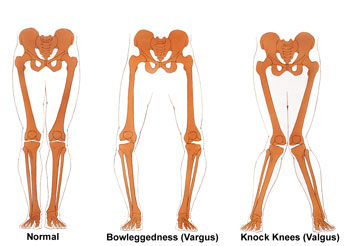 Normal
Bowleggedness (Vargus)
Knock Knees (Valgus)